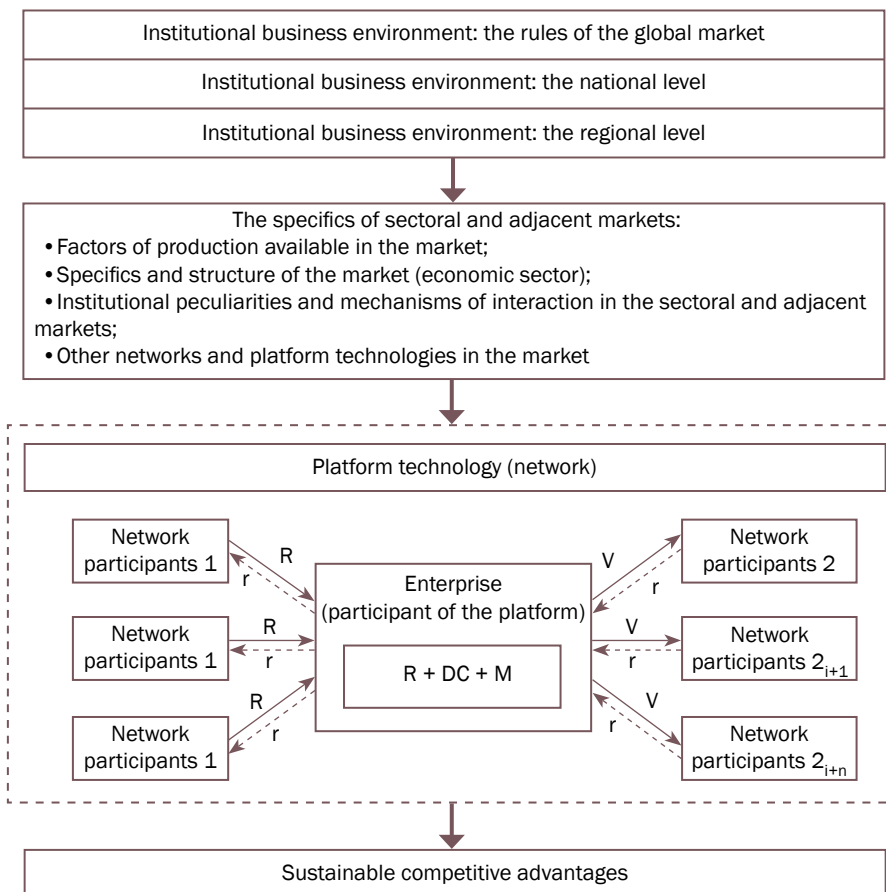 Institutional business environment: the rules of the global market
Institutional business environment: the national level
Institutional business environment: the regional level
The specifics of sectoral and adjacent markets:
• Factors of production available in the market;
• Specifics and structure of the market (economic sector);
• Institutional peculiarities and mechanisms of interaction in the sectoral and adjacent
markets;
• Other networks and platform technologies in the market
Platform technology (network)
Network
participants 1
R
r
Network
participants 1
R
r
Network
participants 1
R
r
Enterprise
(participant of the platform)
R + DC + M
V
r
Network
participants 2
V
r
Network
participants 2i+1
V
r
Network
participants 2i+n
Sustainable competitive advantages